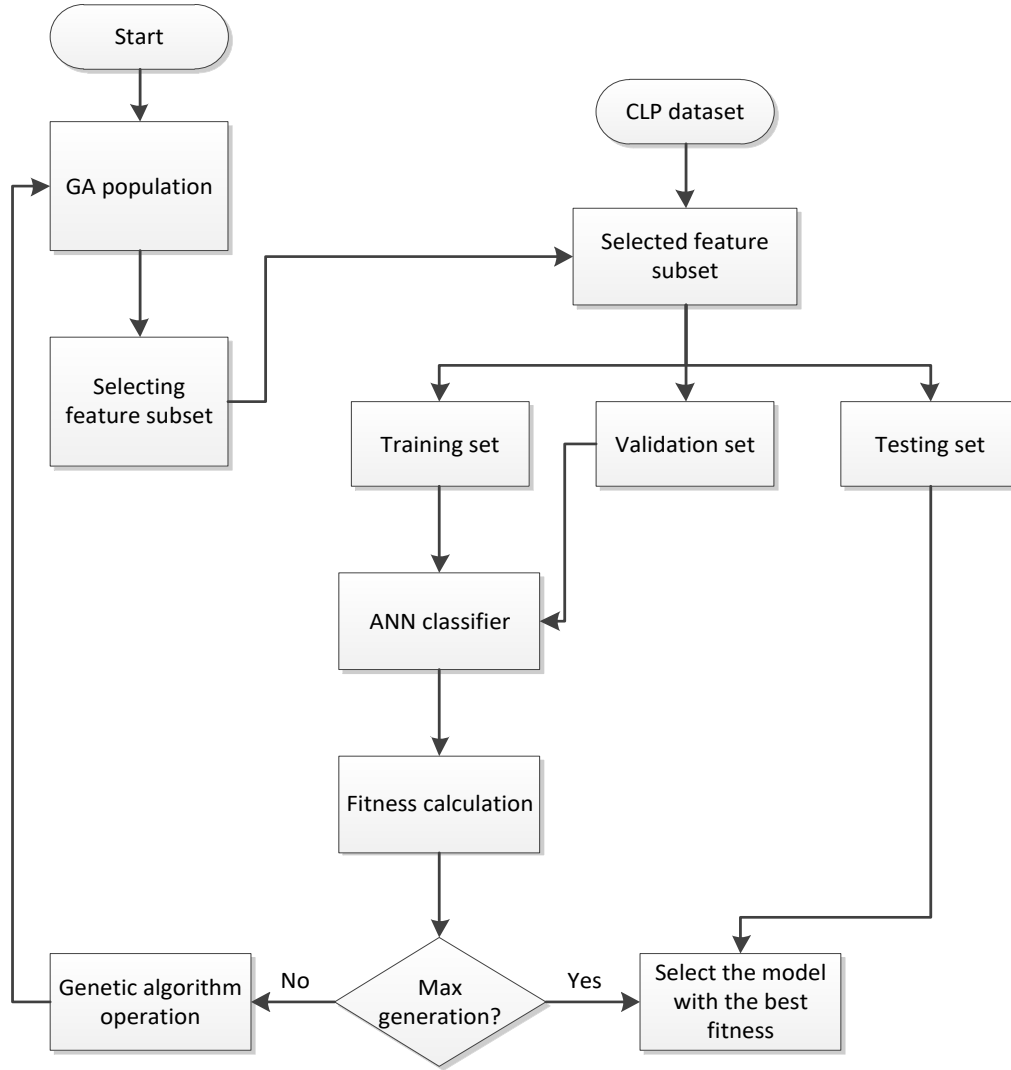 Start
CLP dataset
GA population
Selected feature
subset
Selecting
feature subset
Training set
Validation set
Testing set
ANN classifier
Fitness calculation
Genetic algorithm
operation
No
Max
generation?
Yes
Select the model
with the best
fitness